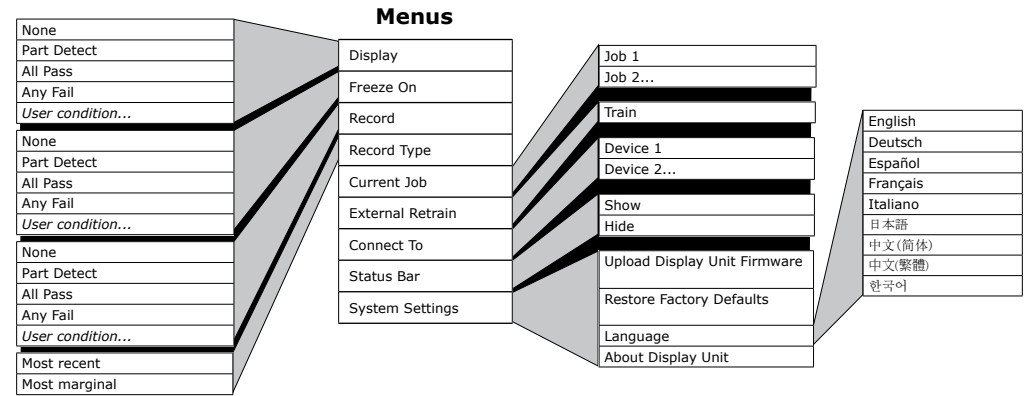 Menus
None
Part Detect
All Pass
Any Fail
User condition...
None
Part Detect
All Pass
Any Fail
User condition...
None
Part Detect
All Pass
Any Fail
User condition...
Most recent
Most marginal
Display
Freeze On
Record
Record Type
Current Job
External Retrain
Connect To
Status Bar
System Settings
Job 1
Job 2...
Train
Device 1
Device 2...
Show
Hide
Upload Display Unit Firmware
Restore Factory Defaults
Language
About Display Unit
English
Deutsch
Español
Français
Italiano
日本語
中文(简体)
中文(繁體)
한국어